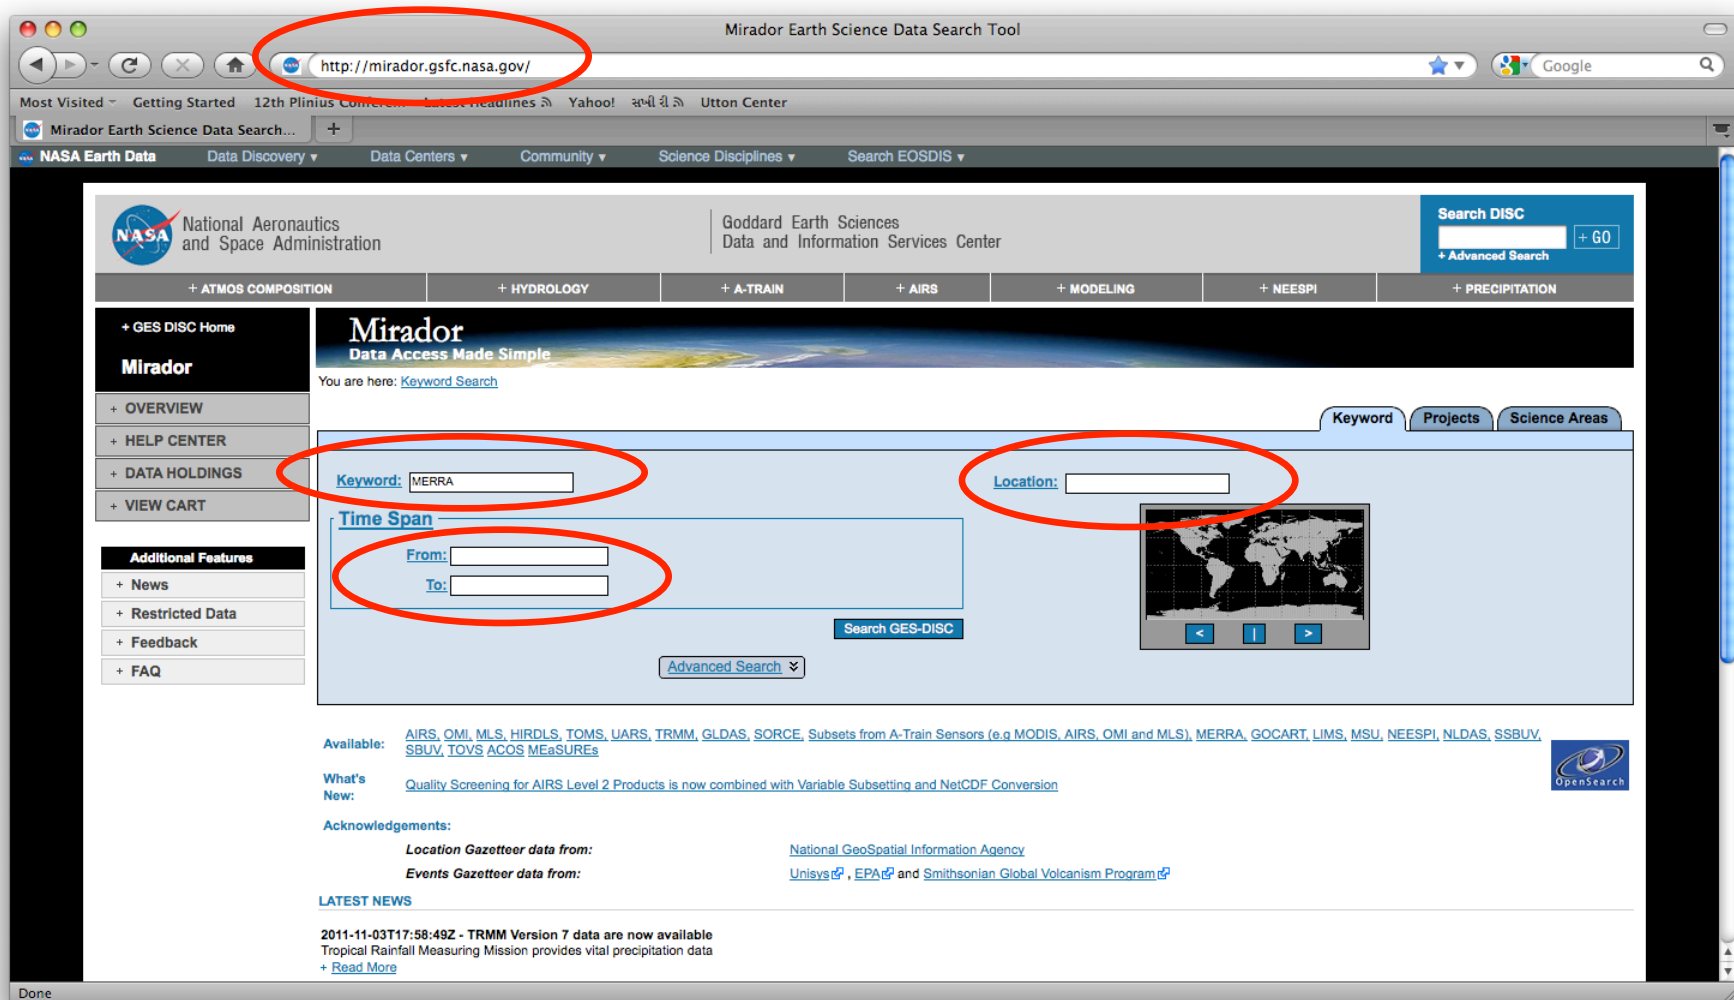 Mirador Earth Science Data Search Tool
http://mirador.gsfc.nasa.gov/
Google
Most Visited Getting Started 12th Plinius Latest Headlines Yahoo! Utton Center
Mirador Earth Science Data Search... +
NASA Earth Data Data Discovery Data Centers Community Science Disciplines Search EOSDIS
NASA
National Aeronautics
and Space Administration
Goddard Earth Sciences
Data and Information Services Center
Search DISC
+ GO
+ Advanced Search
+ ATMOS COMPOSITION + HYDROLOGY + A-TRAIN + AIRS + MODELING + NEESPI + PRECIPITATION
+ GES DISC Home
Mirador
+ OVERVIEW
+ HELP CENTER
+ DATA HOLDINGS
+ VIEW CART
Additional Features
+ News
+ Restricted Data
+ Feedback
+ FAQ
Mirador
Data Access Made Simple
You are here: Keyword Search
Keyword Projects Science Areas
Keyword: MERRA
Location:
Time Span
From:
To:
Search GES-DISC
< | >
Advanced Search
Available: AIRS, OMI, MLS, HIRDLS, TOMS, UARS, TRMM, GLDAS, SORCE, Subsets from A-Train Sensors (e.g MODIS, AIRS, OMI and MLS), MERRA, GOCART, LIMS, MSU, NEESPI, NLDAS, SSBUV,
SBUV, TOVS ACOS MEaSUREs
What's
New: Quality Screening for AIRS Level 2 Products is now combined with Variable Subsetting and NetCDF Conversion
OpenSearch
Acknowledgements:
Location Gazetteer data from: National GeoSpatial Information Agency
Events Gazetteer data from: Unisys , EPA and Smithsonian Global Volcanism Program
LATEST NEWS
2011-11-03T17:58:49Z - TRMM Version 7 data are now available
Tropical Rainfall Measuring Mission provides vital precipitation data
+ Read More
Done